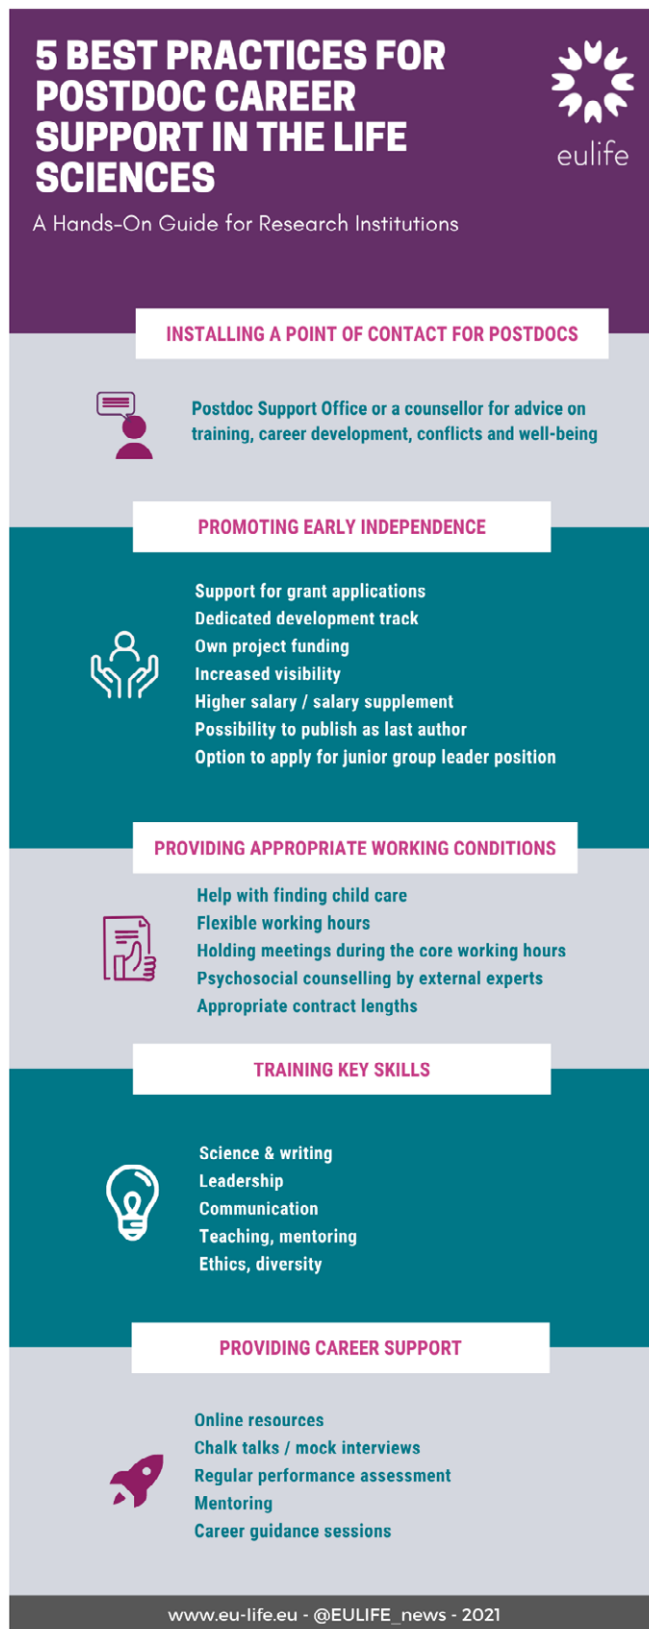 5 BEST PRACTICES FOR
POSTDOC CAREER
SUPPORT IN THE LIFE
SCIENCES
eulife
A Hands-On Guide for Research Institutions
INSTALLING A POINT OF CONTACT FOR POSTDOCS
Postdoc Support Office or a counsellor for advice on
training, career development, conflicts and well-being
PROMOTING EARLY INDEPENDENCE
Support for grant applications
Dedicated development track
Own project funding
Increased visibility
Higher salary / salary supplement
Possibility to publish as last author
Option to apply for junior group leader position
PROVIDING APPROPRIATE WORKING CONDITIONS
Help with finding child care
Flexible working hours
Holding meetings during the core working hours
Psychosocial counselling by external experts
Appropriate contract lengths
TRAINING KEY SKILLS
Science & writing
Leadership
Communication
Teaching, mentoring
Ethics, diversity
PROVIDING CAREER SUPPORT
Online resources
Chalk talks / mock interviews
Regular performance assessment
Mentoring
Career guidance sessions
www.eu-life.eu - @EULIFE_news - 2021